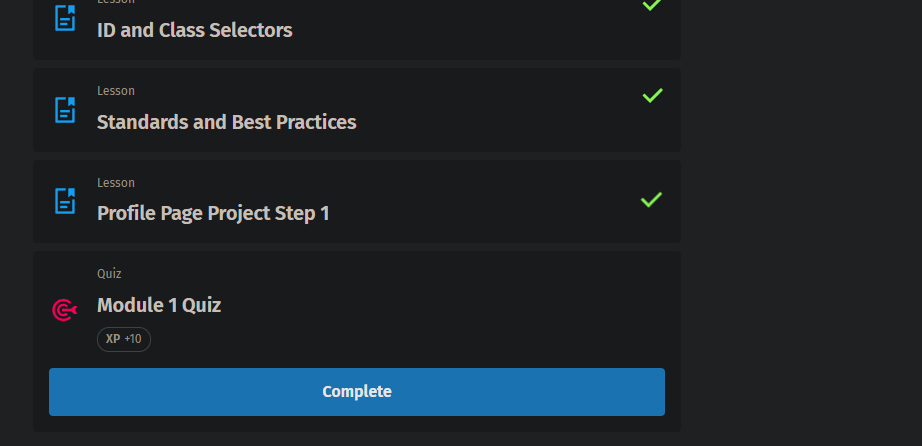 Lesson
ID and Class Selectors
Lesson
Standards and Best Practices
Lesson
Profile Page Project Step 1
Quiz
Module 1 Quiz
XP +10
Complete